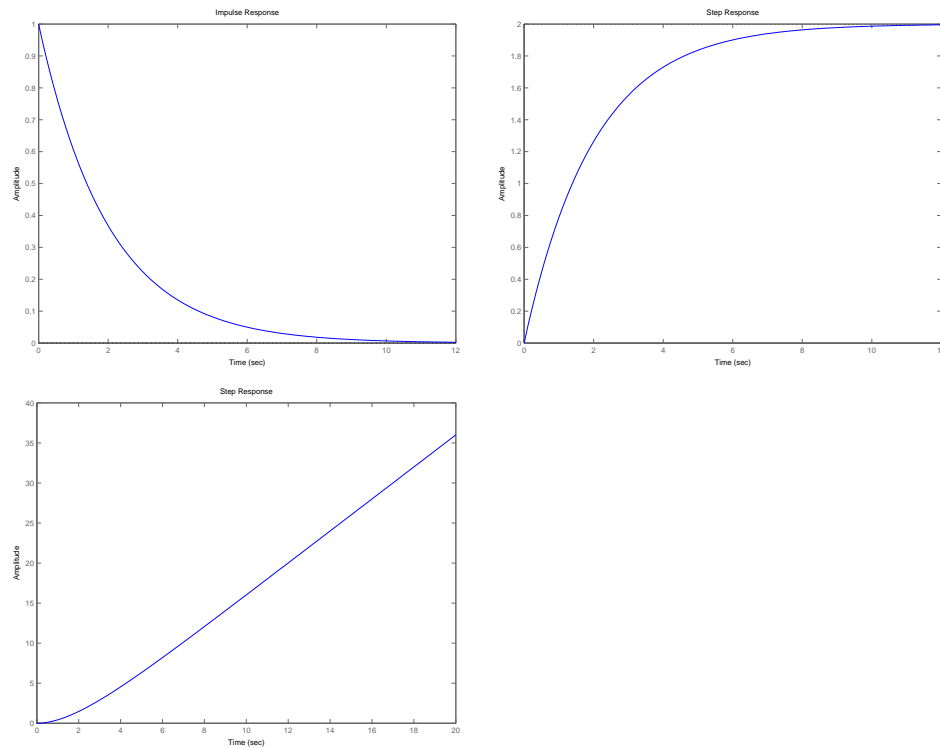 Impulse Response
1
0.9
0.8
0.7
0.6
0.5
0.4
0.3
0.2
0.1
0
Amplitude
0 2 4 6 8 10 12
Time (sec)
Step Response
2
1.8
1.6
1.4
1.2
1
0.8
0.6
0.4
0.2
0
Amplitude
0 2 4 6 8 10 12
Time (sec)
Step Response
40
35
30
25
20
15
10
5
0
Amplitude
0 2 4 6 8 10 12 14 16 18 20
Time (sec)